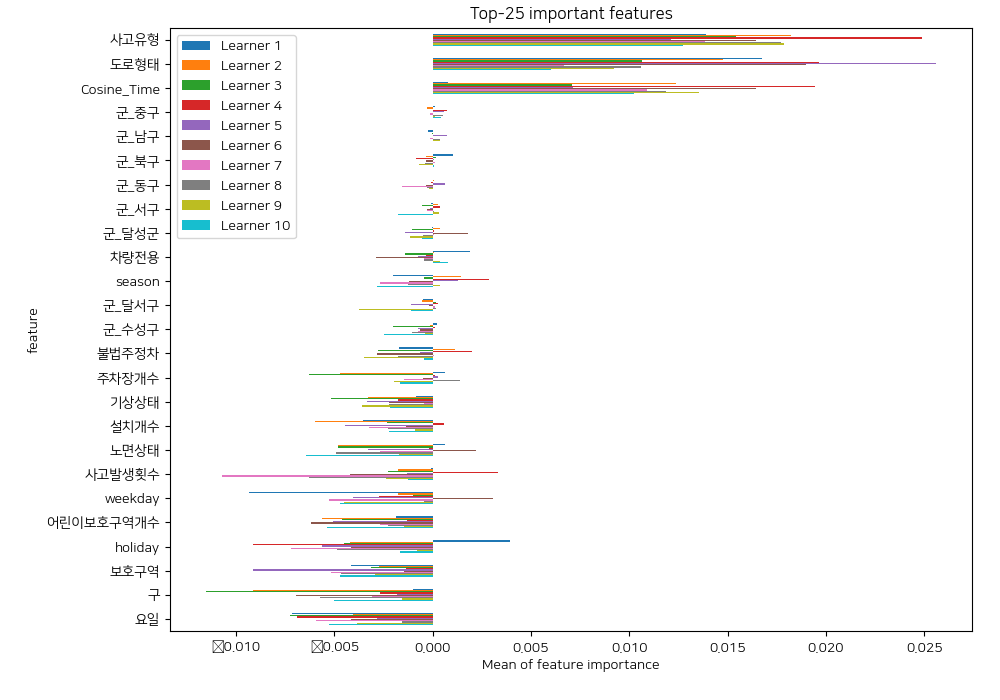 Top-25 important features
사고유형
도로형태
Cosine_Time
군_중구
군_남구
군_북구
군_동구
군_서구
군_달성군
차량전용
season
군_달서구
군_수성구
불법주정차
주차장개수
기상상태
설치개수
노면상태
사고발생횟수
weekday
어린이보호구역개수
holiday
보호구역
구
요일
feature
Learner 1
Learner 2
Learner 3
Learner 4
Learner 5
Learner 6
Learner 7
Learner 8
Learner 9
Learner 10
0.010 0.005 0.000 0.005 0.010 0.015 0.020 0.025
Mean of feature importance